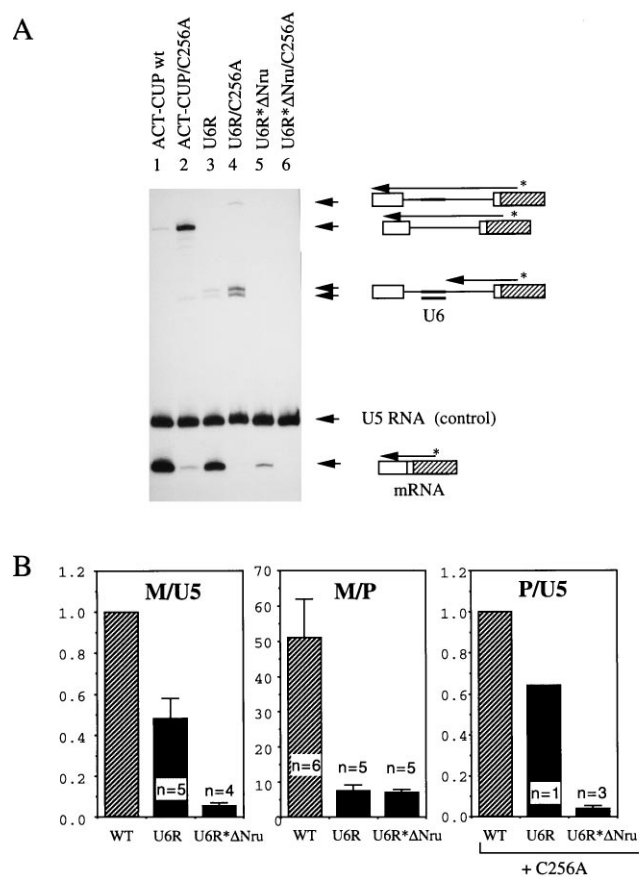 A
ACT-CUP wt
ACT-CUP/C256A
U6R
U6R/C256A
U6R*ΔNru
U6R*ΔNru/C256A
1 2 3 4 5 6
*
*
*
U6
U5 RNA (control)
*
mRNA
B
M/U5
1.2
1.0
0.8
0.6
0.4
0.2
0.0
n=5
n=4
WT U6R U6R*ΔNru
M/P
70
60
50
40
30
20
10
0
n=6
n=5
n=5
WT U6R U6R*ΔNru
P/U5
1.2
1.0
0.8
0.6
0.4
0.2
0.0
n=1
n=3
WT U6R U6R*ΔNru
+ C256A